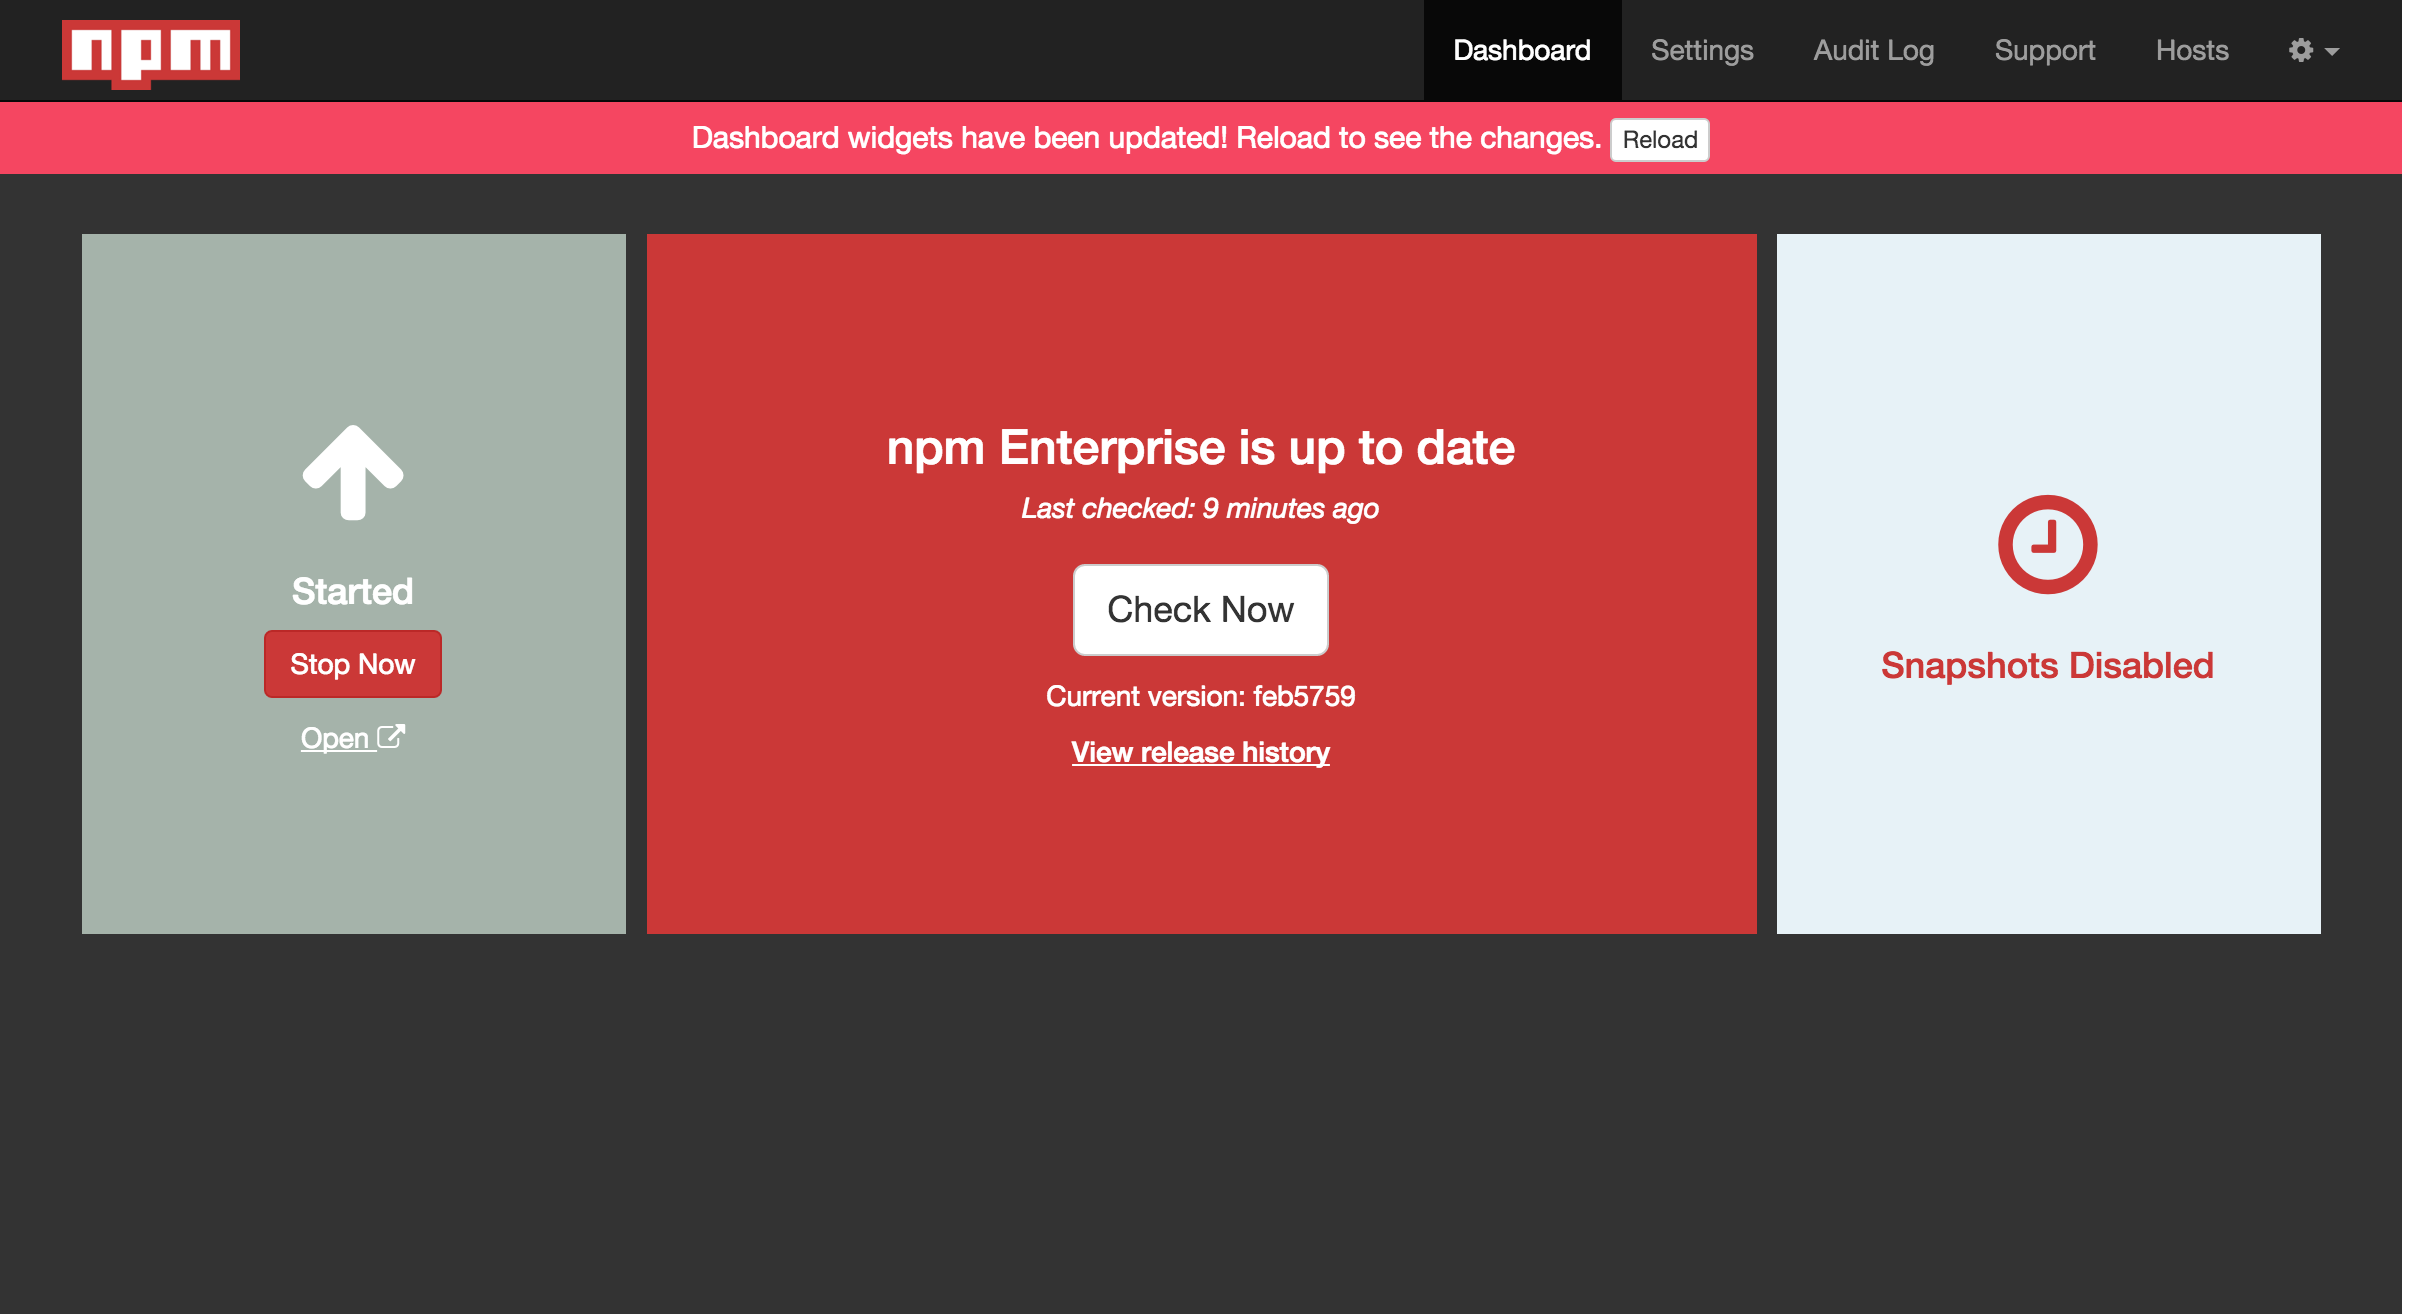 npm
Dashboard Settings Audit Log Support Hosts
Dashboard widgets have been updated! Reload to see the changes. Reload
Started
Stop Now
Open
npm Enterprise is up to date
Last checked: 9 minutes ago
Check Now
Current version: feb5759
View release history
Snapshots Disabled